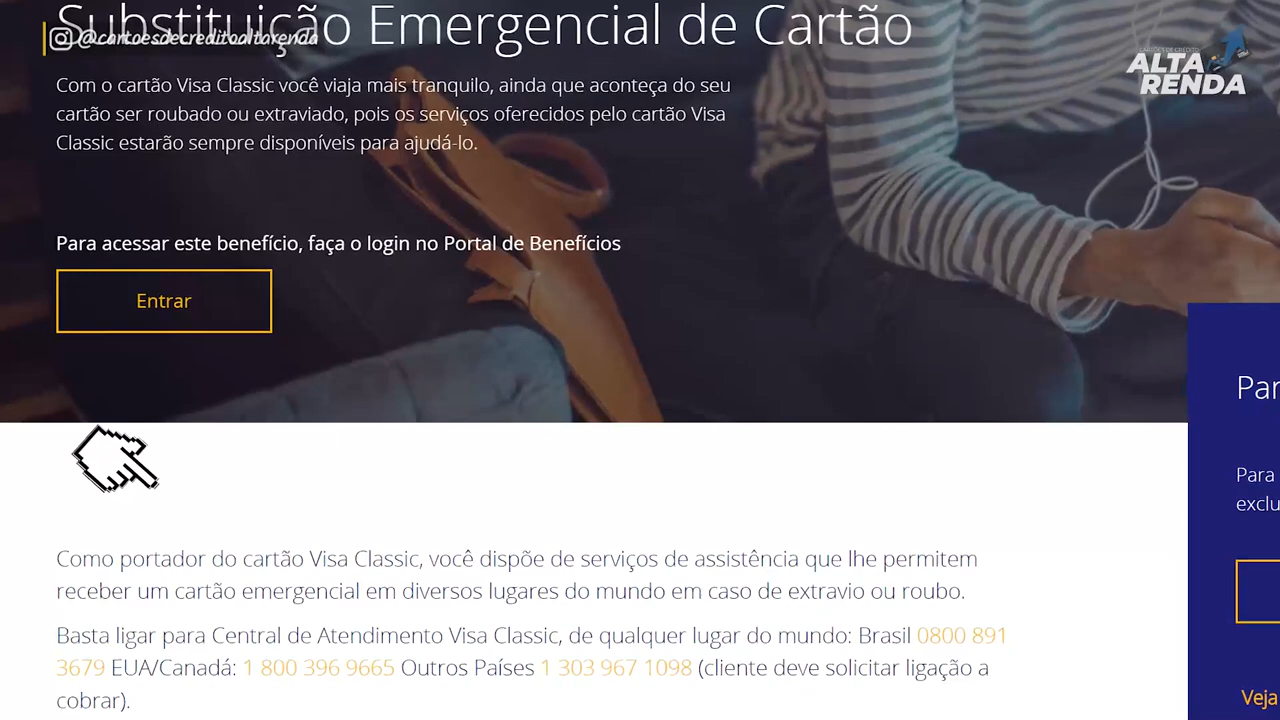 Substituição Emergencial de Cartão
@cartoesdecreditoaltarenda
CARTÕES DE CRÉDITO
ALTA
RENDA
Com o cartão Visa Classic você viaja mais tranquilo, ainda que aconteça do seu
cartão ser roubado ou extraviado, pois os serviços oferecidos pelo cartão Visa
Classic estarão sempre disponíveis para ajudá-lo.
Para acessar este benefício, faça o login no Portal de Benefícios
Entrar
Par
Para
exclu
Como portador do cartão Visa Classic, você dispõe de serviços de assistência que lhe permitem
receber um cartão emergencial em diversos lugares do mundo em caso de extravio ou roubo.
Basta ligar para Central de Atendimento Visa Classic, de qualquer lugar do mundo: Brasil 0800 891
3679 EUA/Canadá: 1 800 396 9665 Outros Países 1 303 967 1098 (cliente deve solicitar ligação a
cobrar).
Veja